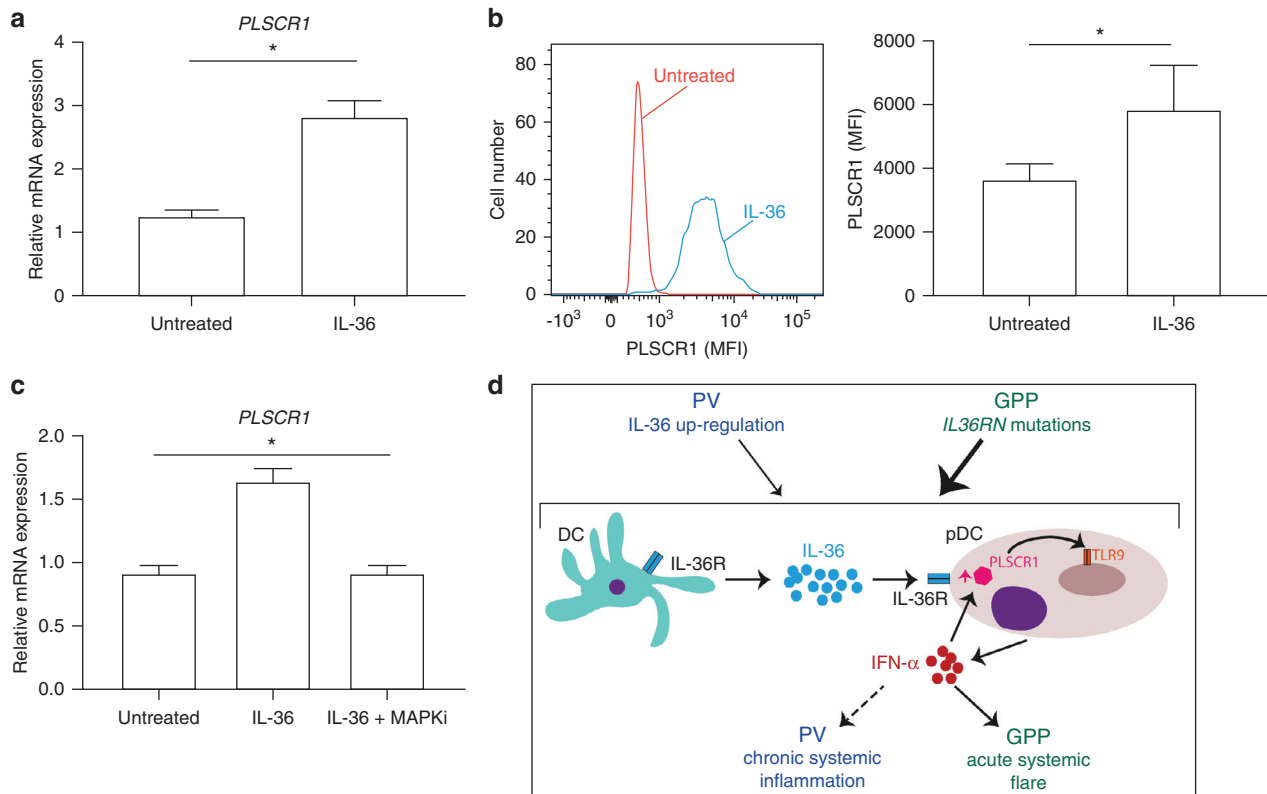 a
PLSCR1
*
Relative mRNA expression
4
3
2
1
0
Untreated
IL-36
b
Cell number
80
60
40
20
0
Untreated
IL-36
-10³
0
10³
10⁴
10⁵
PLSCR1 (MFI)
*
PLSCR1 (MFI)
8000
6000
4000
2000
0
Untreated
IL-36
c
PLSCR1
*
Relative mRNA expression
2.0
1.5
1.0
0.5
0.0
Untreated
IL-36
IL-36 + MAPKi
d
PV
IL-36 up-regulation
GPP
IL36RN mutations
DC
IL-36R
IL-36
IL-36R
pDC
PLSCR1
TLR9
IFN-α
PV
chronic systemic
inflammation
GPP
acute systemic
flare